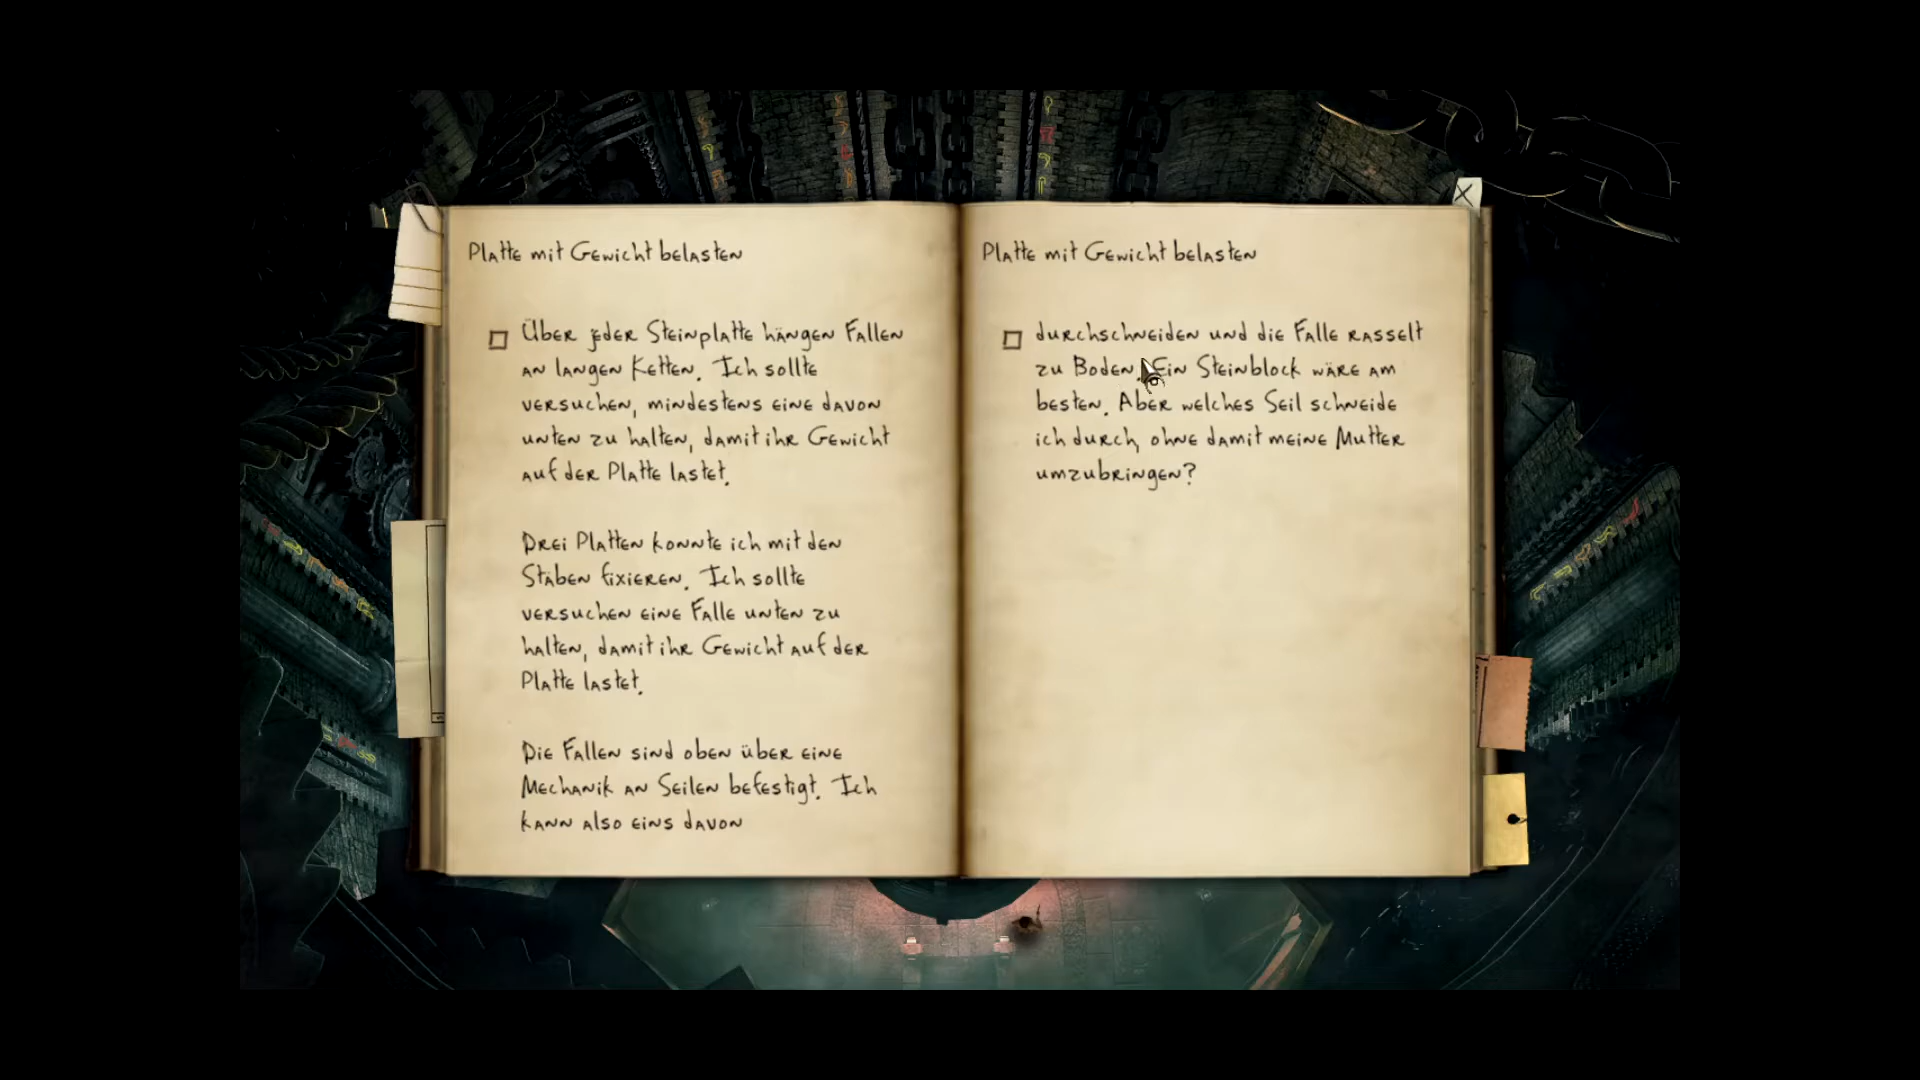 Platte mit Gewicht belasten
Über jeder Steinplatte hängen Fallen
an langen Ketten. Ich sollte
versuchen, mindestens eine davon
unten zu halten, damit ihr Gewicht
auf der Platte lastet.
Drei Platten konnte ich mit den
Stäben fixieren. Ich sollte
versuchen eine Falle unten zu
halten, damit ihr Gewicht auf der
Platte lastet.
Die Fallen sind oben über eine
Mechanik an Seilen befestigt. Ich
kann also eins davon
Platte mit Gewicht belasten
durchschneiden und die Falle rasselt
zu Boden. Ein Steinblock wäre am
besten. Aber welches Seil schneide
ich durch, ohne damit meine Mutter
umzubringen?
X